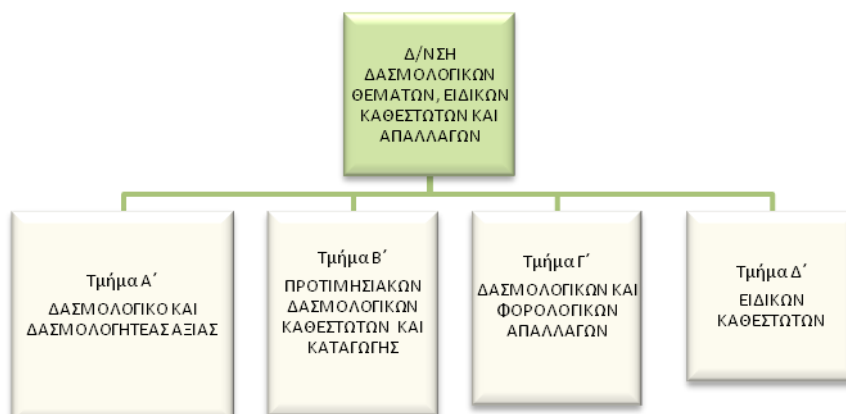 Δ/ΝΣΗ
ΔΑΣΜΟΛΟΓΙΚΩΝ
ΘΕΜΑΤΩΝ, ΕΙΔΙΚΩΝ
ΚΑΘΕΣΤΩΤΩΝ ΚΑΙ
ΑΠΑΛΛΑΓΩΝ
Τμήμα Α΄
ΔΑΣΜΟΛΟΓΙΚΟ ΚΑΙ
ΔΑΣΜΟΛΟΓΗΤΕΑΣ ΑΞΙΑΣ
Τμήμα Β΄
ΠΡΟΤΙΜΗΣΙΑΚΩΝ
ΔΑΣΜΟΛΟΓΙΚΩΝ
ΚΑΘΕΣΤΩΤΩΝ ΚΑΙ
ΚΑΤΑΓΩΓΗΣ
Τμήμα Γ΄
ΔΑΣΜΟΛΟΓΙΚΩΝ ΚΑΙ
ΦΟΡΟΛΟΓΙΚΩΝ
ΑΠΑΛΛΑΓΩΝ
Τμήμα Δ΄
ΕΙΔΙΚΩΝ
ΚΑΘΕΣΤΩΤΩΝ